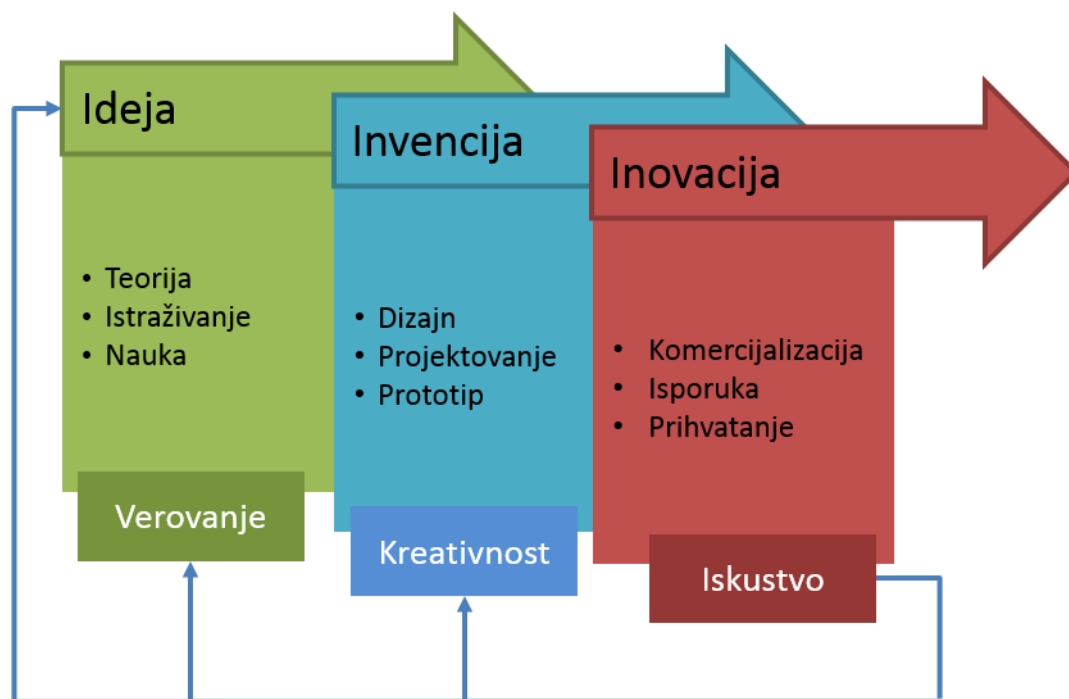 Ideja
• Teorija
• Istraživanje
• Nauka
Verovanje
Invencija
• Dizajn
• Projektovanje
• Prototip
Kreativnost
Inovacija
• Komercijalizacija
• Isporuka
• Prihvatanje
Iskustvo